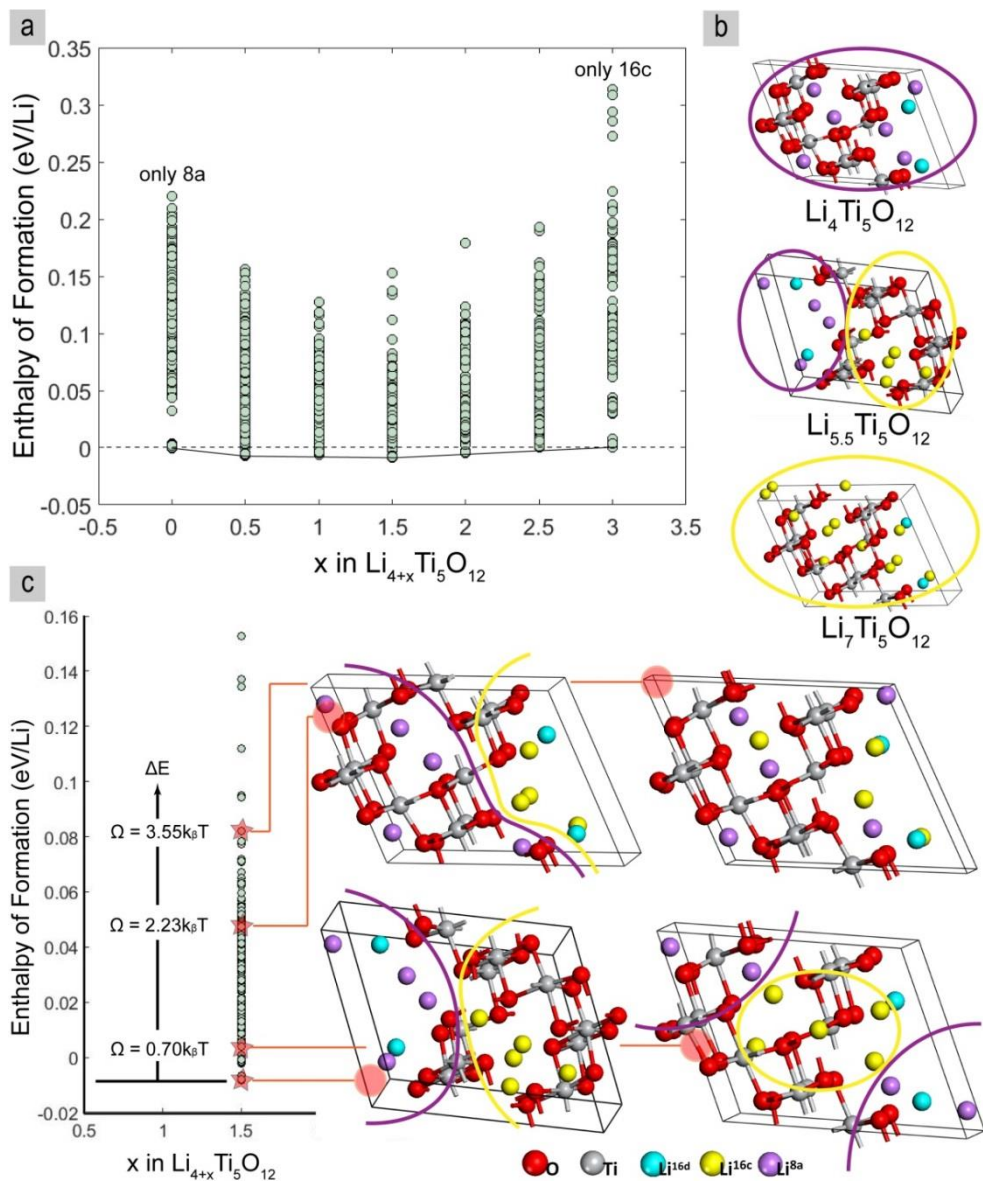 a
0.35
0.3
0.25
0.2
0.15
0.1
0.05
0
-0.05
Enthalpy of Formation (eV/Li)
only 8a
only 16c
-0.5 0 0.5 1 1.5 2 2.5 3 3.5
x in Li₄₊ₓTi₅O₁₂
b
Li₄Ti₅O₁₂
Li₅.₅Ti₅O₁₂
Li₇Ti₅O₁₂
c
0.16
0.14
0.12
0.1
0.08
0.06
0.04
0.02
0
-0.02
Enthalpy of Formation (eV/Li)
ΔE
Ω = 3.55kᵦT
Ω = 2.23kᵦT
Ω = 0.70kᵦT
0.5 1.5
x in Li₄₊ₓTi₅O₁₂
O Ti Li¹⁶ᵈ Li¹⁶ᶜ Li⁸ᵃ